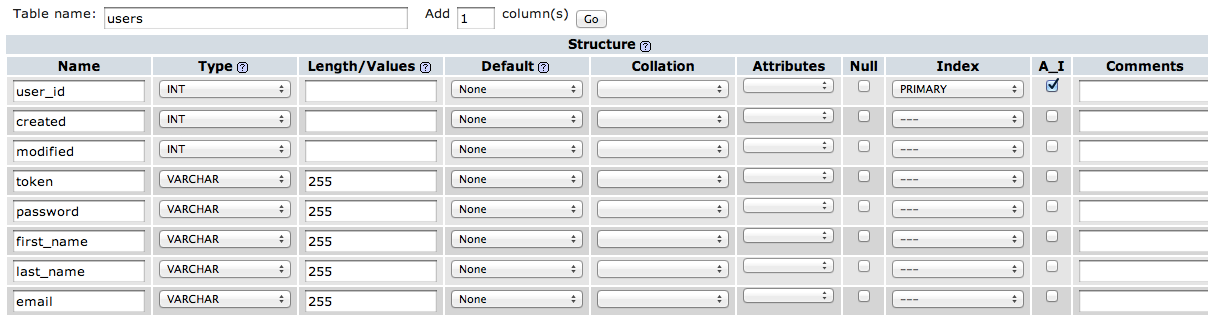 Table name: users Add 1 column(s) Go
Structure ?
Name Type ? Length/Values ? Default ? Collation Attributes Null Index A_I Comments
user_id INT None PRIMARY
created INT None ---
modified INT None ---
token VARCHAR 255 None ---
password VARCHAR 255 None ---
first_name VARCHAR 255 None ---
last_name VARCHAR 255 None ---
email VARCHAR 255 None ---